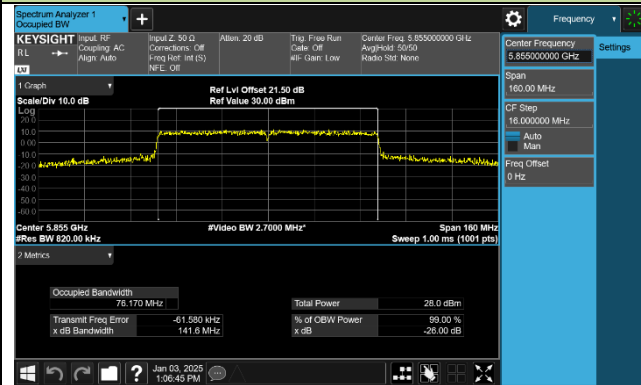 Spectrum Analyzer 1
Occupied BW
+
Frequency
KEYSIGHT
RL
LXI
Input: RF
Coupling: AC
Align: Auto
Input Z: 50 Ω
Corrections: Off
Freq Ref: Int (S)
NFE: Off
Atten: 20 dB
Trig: Free Run
Gate: Off
#IF Gain: Low
Center Freq: 5.855000000 GHz
Avg|Hold: 50/50
Radio Std: None
Center Frequency
5.855000000 GHz
Settings
Span
160.00 MHz
CF Step
16.000000 MHz
Auto
Man
Freq Offset
0 Hz
1 Graph
Scale/Div 10.0 dB
Ref Lvl Offset 21.50 dB
Ref Value 30.00 dBm
Log
20.0
10.0
0.00
-10.0
-20.0
-30.0
-40.0
-50.0
-60.0
Center 5.855 GHz
#Video BW 2.7000 MHz*
Span 160 MHz
#Res BW 820.00 kHz
Sweep 1.00 ms (1001 pts)
2 Metrics
Occupied Bandwidth
76.170 MHz
Total Power 28.0 dBm
Transmit Freq Error -61.580 kHz
% of OBW Power 99.00 %
x dB Bandwidth 141.6 MHz
x dB -26.00 dB
?
Jan 03, 2025
1:06:45 PM